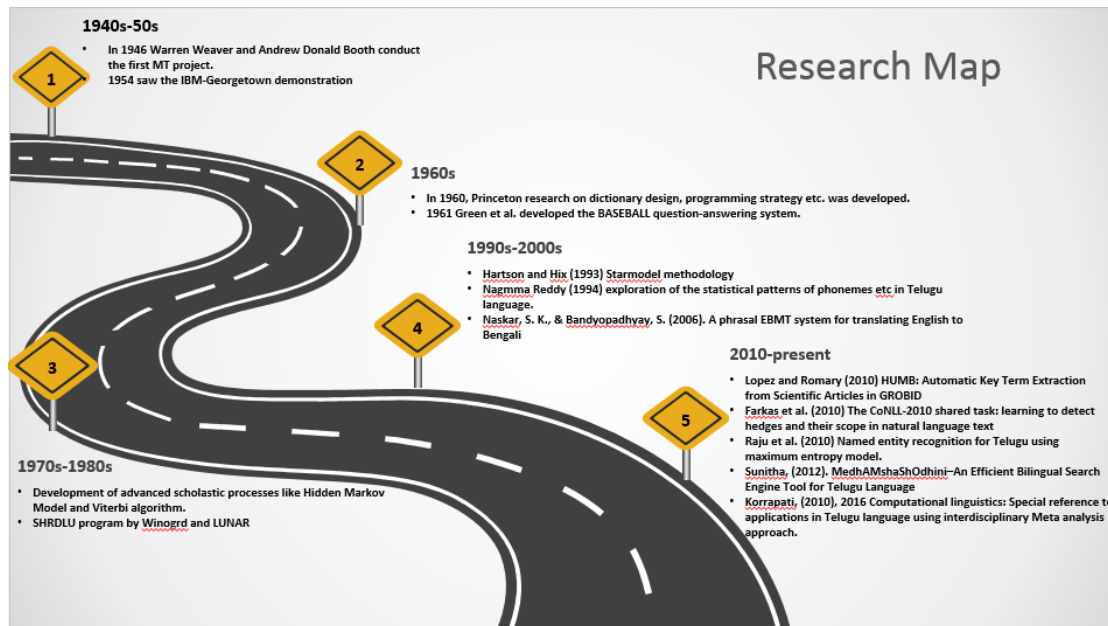 Research Map
1
1940s-50s
• In 1946 Warren Weaver and Andrew Donald Booth conduct
the first MT project.
• 1954 saw the IBM-Georgetown demonstration
2
1960s
• In 1960, Princeton research on dictionary design, programming strategy etc. was developed.
• 1961 Green et al. developed the BASEBALL question-answering system.
3
1970s-1980s
• Development of advanced scholastic processes like Hidden Markov
Model and Viterbi algorithm.
• SHRDLU program by Winogrd and LUNAR
4
1990s-2000s
• Hartson and Hix (1993) Starmodel methodology
• Nagmma Reddy (1994) exploration of the statistical patterns of phonemes etc in Telugu
language.
• Naskar, S. K., & Bandyopadhyay, S. (2006). A phrasal EBMT system for translating English to
Bengali
5
2010-present
• Lopez and Romary (2010) HUMB: Automatic Key Term Extraction
from Scientific Articles in GROBID
• Farkas et al. (2010) The CoNLL-2010 shared task: learning to detect
hedges and their scope in natural language text
• Raju et al. (2010) Named entity recognition for Telugu using
maximum entropy model.
• Sunitha, (2012). MedhAMshaShOdhini–An Efficient Bilingual Search
Engine Tool for Telugu Language
• Korrapati, (2010), 2016 Computational linguistics: Special reference to
applications in Telugu language using interdisciplinary Meta analysis
approach.